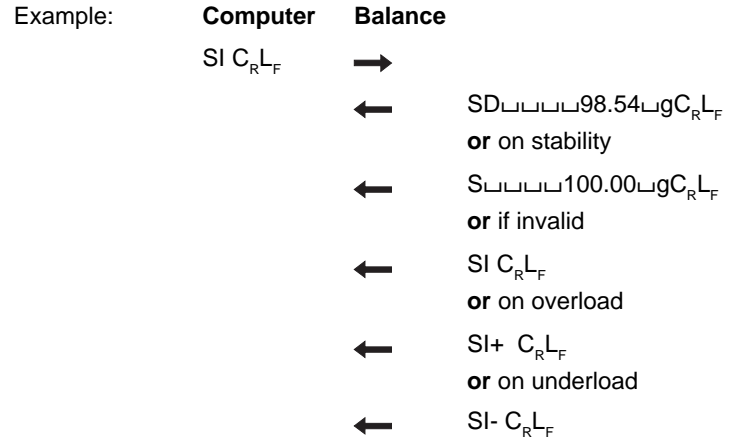 Example: Computer Balance
SI CRLF →
← SD␣␣␣␣98.54␣gCRLF
or on stability
← S␣␣␣␣100.00␣gCRLF
or if invalid
← SI CRLF
or on overload
← SI+ CRLF
or on underload
← SI- CRLF